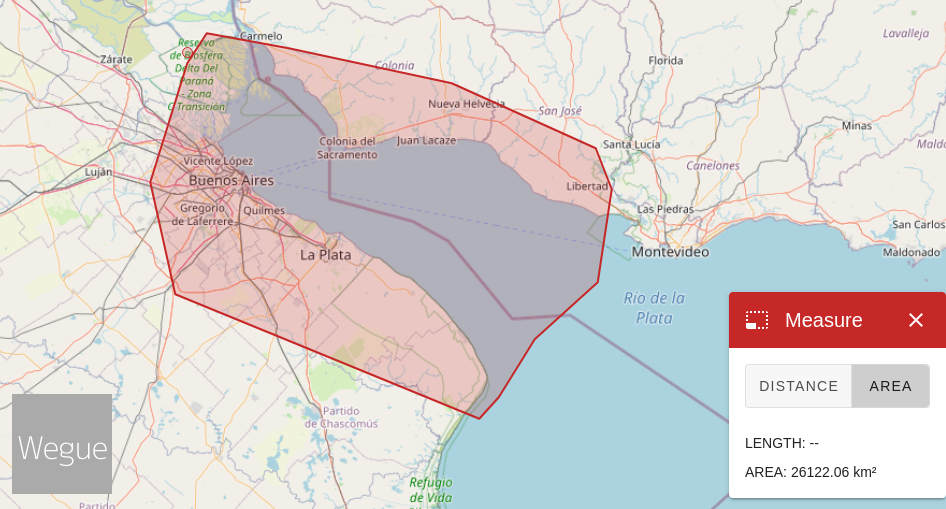 Carmelo
Lavalleja
Reserva
de Biosfera
Delta Del
Paraná
- Zona
Transición
Zárate
Colonia
Florida
Nueva Helvecia
San José
Minas
Colonia del
Sacramento
Juan Lacaze
Santa Lucía
Maldo
Vicente López
Luján
Buenos Aires
Canelones
Libertad
Gregorio
de Laferrere
Quilmes
Las Piedras
San Carlos
La Plata
Montevideo
Maldonado
Rio de la
Plata
Measure
DISTANCE
AREA
LENGTH: --
AREA: 26122.06 km²
Partido
de Chascomús
Wegue
Refugio
de Vida
Partido